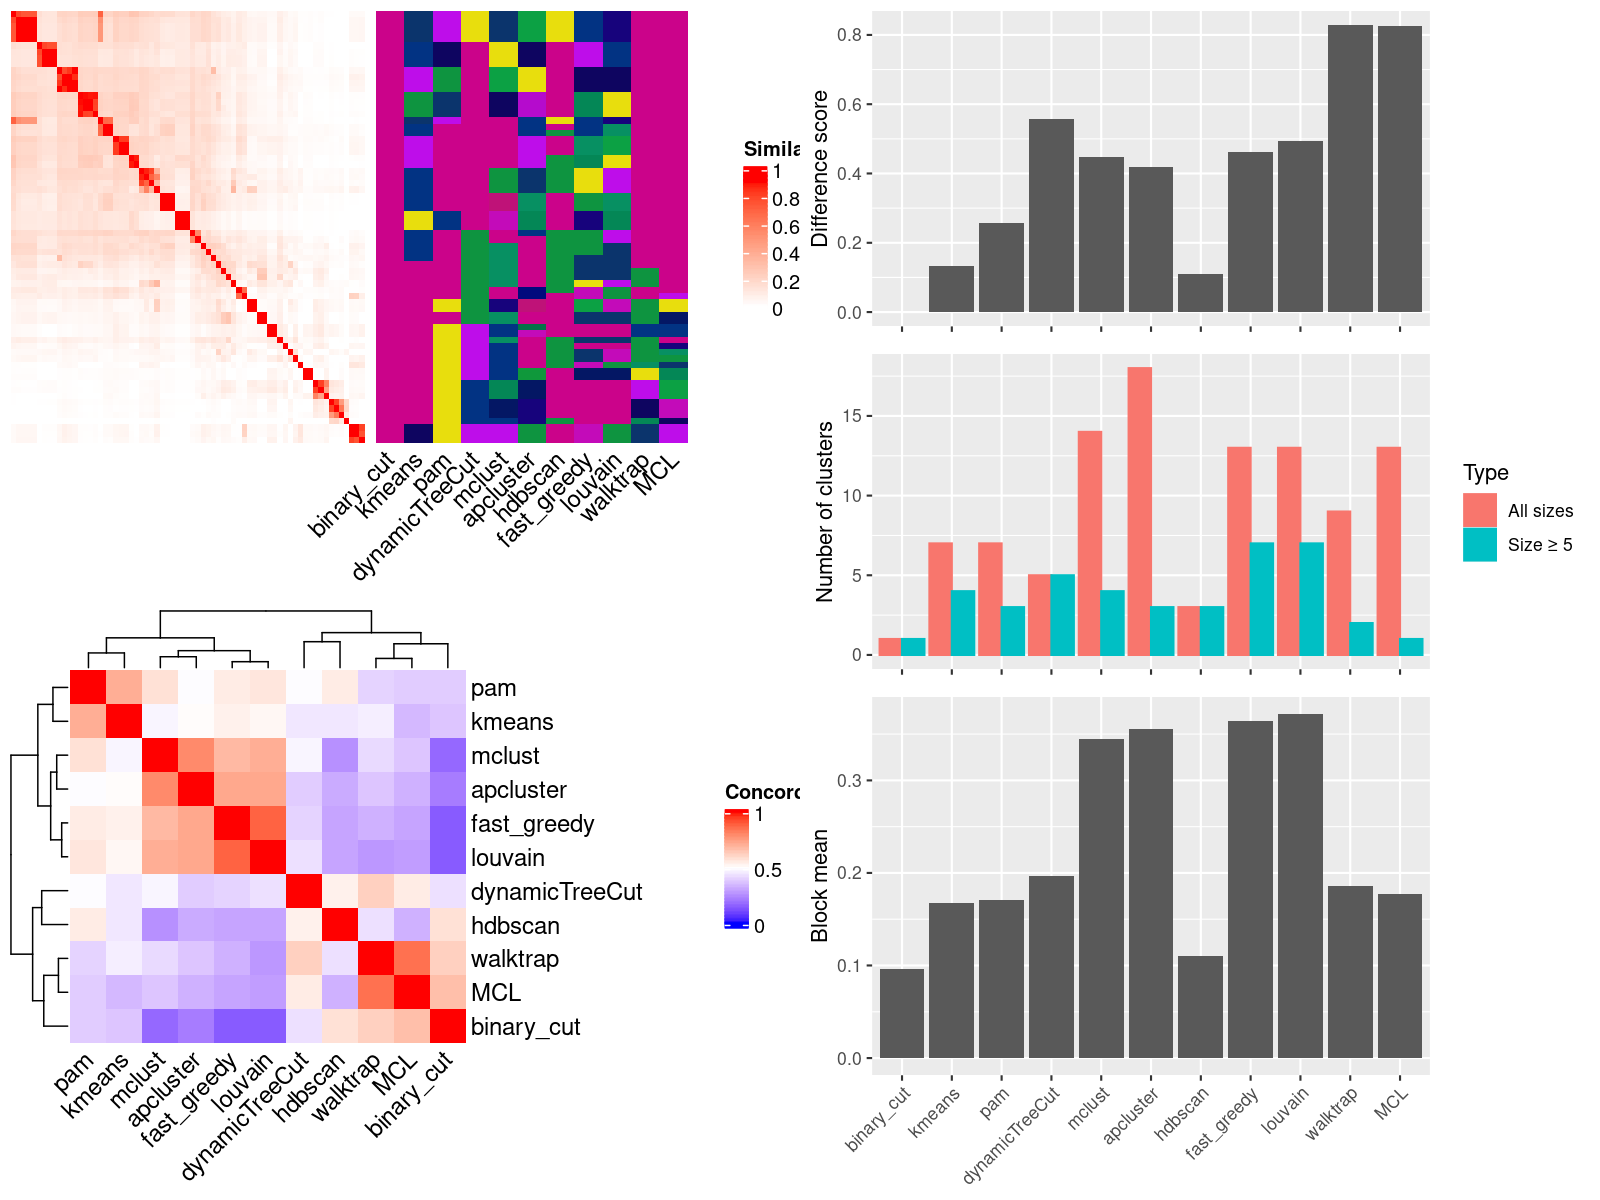 Simila
1
0.8
0.6
0.4
0.2
0
binary_cut
kmeans
pam
dynamicTreeCut
mclust
apcluster
hdbscan
fast_greedy
louvain
walktrap
MCL
pam
kmeans
mclust
apcluster
fast_greedy
louvain
dynamicTreeCut
hdbscan
walktrap
MCL
binary_cut
pam
kmeans
mclust
apcluster
fast_greedy
louvain
dynamicTreeCut
hdbscan
walktrap
MCL
binary_cut
Concord
1
0.5
0
Difference score
0.8
0.6
0.4
0.2
0.0
Number of clusters
15
10
5
0
Type
All sizes
Size ≥ 5
Block mean
0.3
0.2
0.1
0.0
binary_cut
kmeans
pam
dynamicTreeCut
mclust
apcluster
hdbscan
fast_greedy
louvain
walktrap
MCL